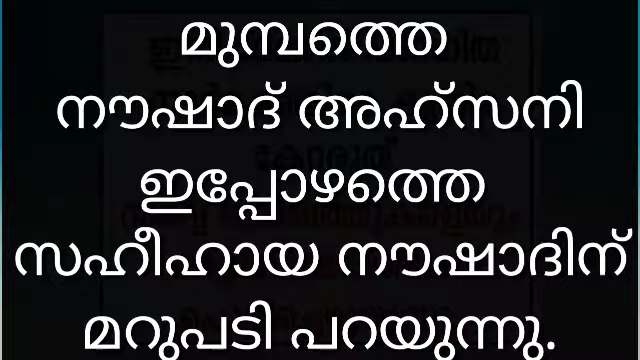 മുമ്പത്തെ
നൗഷാദ് അഹ്സനി
ഇപ്പോഴത്തെ
സഹീഹായ നൗഷാദിന്
മറുപടി പറയുന്നു.